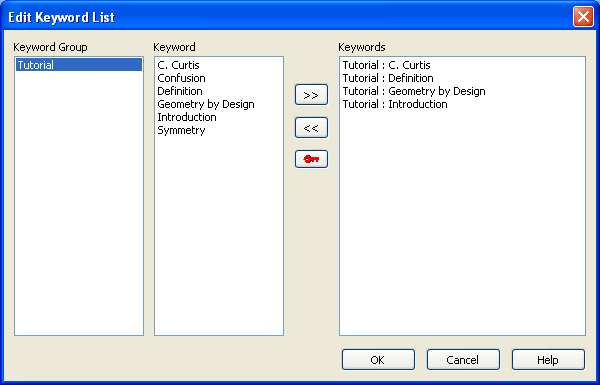 Edit Keyword List
Keyword Group
Tutorial
Keyword
C. Curtis
Confusion
Definition
Geometry by Design
Introduction
Symmetry
>>
<<
Keywords
Tutorial : C. Curtis
Tutorial : Definition
Tutorial : Geometry by Design
Tutorial : Introduction
OK
Cancel
Help